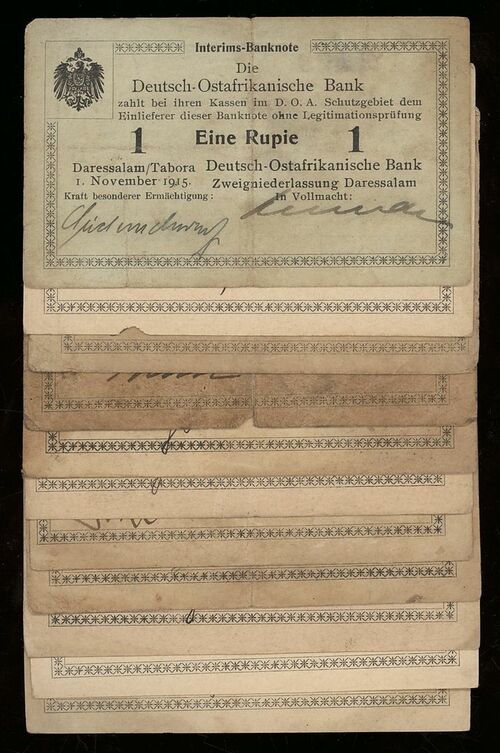 Interims-Banknote
Die
Deutsch-Ostafrikanische Bank
zahlt bei ihren Kassen im D. O. A. Schutzgebiet dem
Einlieferer dieser Banknote ohne Legitimationsprüfung
1 Eine Rupie 1
Daressalam/Tabora Deutsch-Ostafrikanische Bank
1. November 1915. Zweigniederlassung Daressalam
Kraft besonderer Ermächtigung: In Vollmacht: